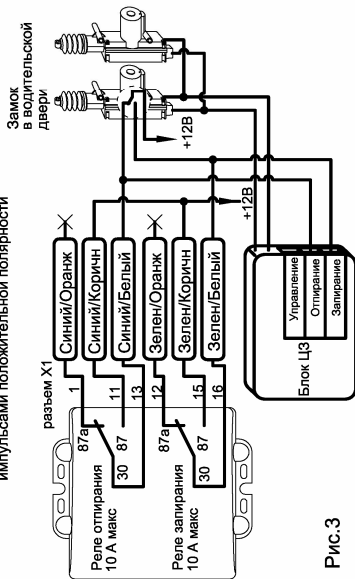 импульсами положительной полярности
Замок
в водительской
двери
+12В
+12В
разъем Х1
Синий/Оранж
Синий/Коричн
Синий/Белый
Зелен/Оранж
Зелен/Коричн
Зелен/Белый
1
11
13
12
15
16
87а
87
30
87а
87
30
Реле отпирания
10 А макс
Реле запирания
10 А макс
Управление
Отпирание
Запирание
Блок ЦЗ
Рис.3